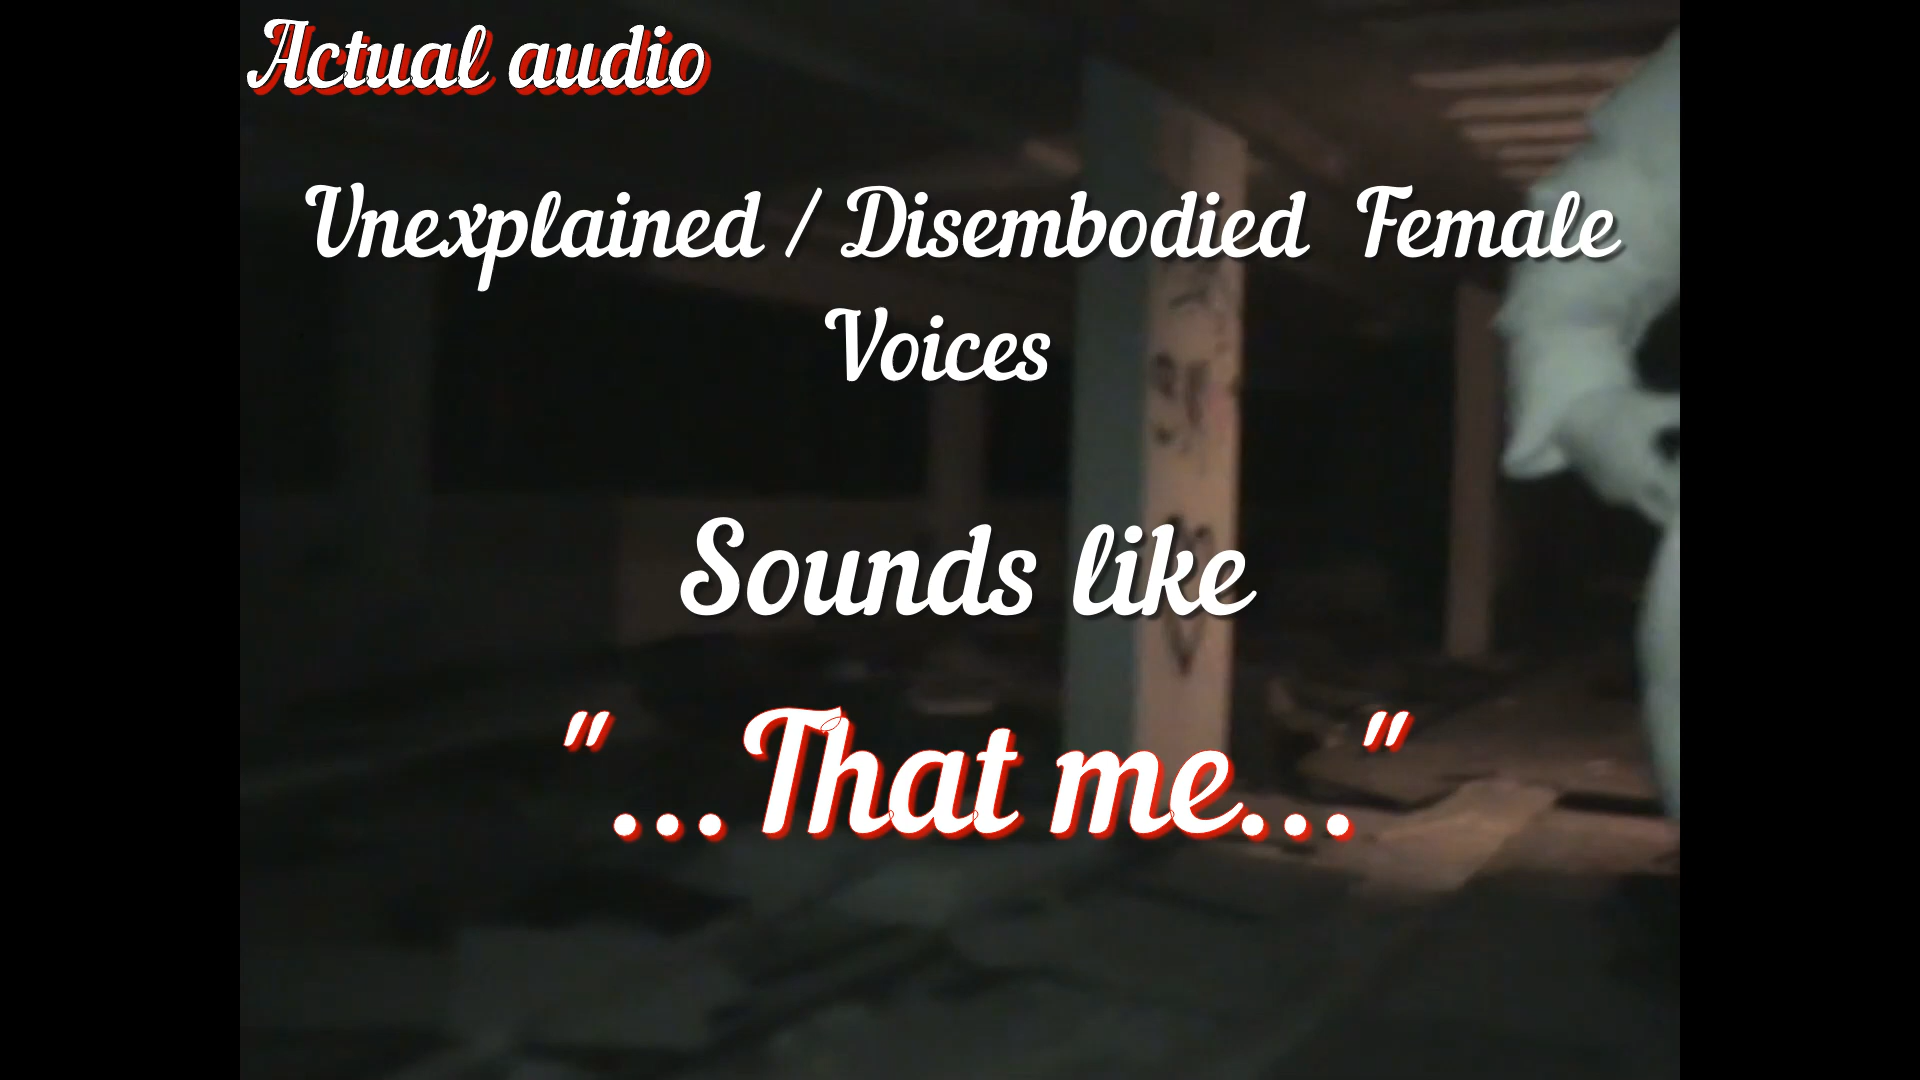 Actual audio
Unexplained / Disembodied Female
Voices
Sounds like
"...That me..."